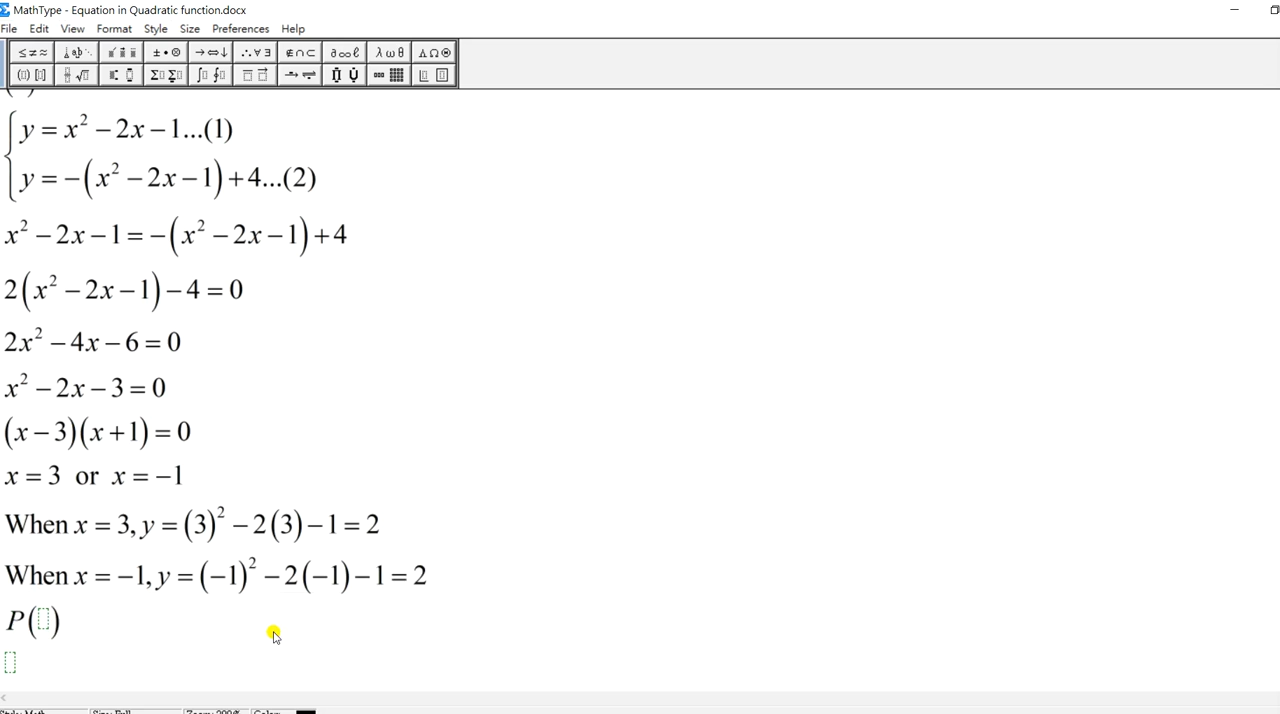 MathType - Equation in Quadratic function.docx
File Edit View Format Style Size Preferences Help
y = x² − 2x − 1...(1)
y = −(x² − 2x − 1) + 4...(2)
x² − 2x − 1 = −(x² − 2x − 1) + 4
2(x² − 2x − 1) − 4 = 0
2x² − 4x − 6 = 0
x² − 2x − 3 = 0
(x − 3)(x + 1) = 0
x = 3 or x = −1
When x = 3, y = (3)² − 2(3) − 1 = 2
When x = −1, y = (−1)² − 2(−1) − 1 = 2
P()